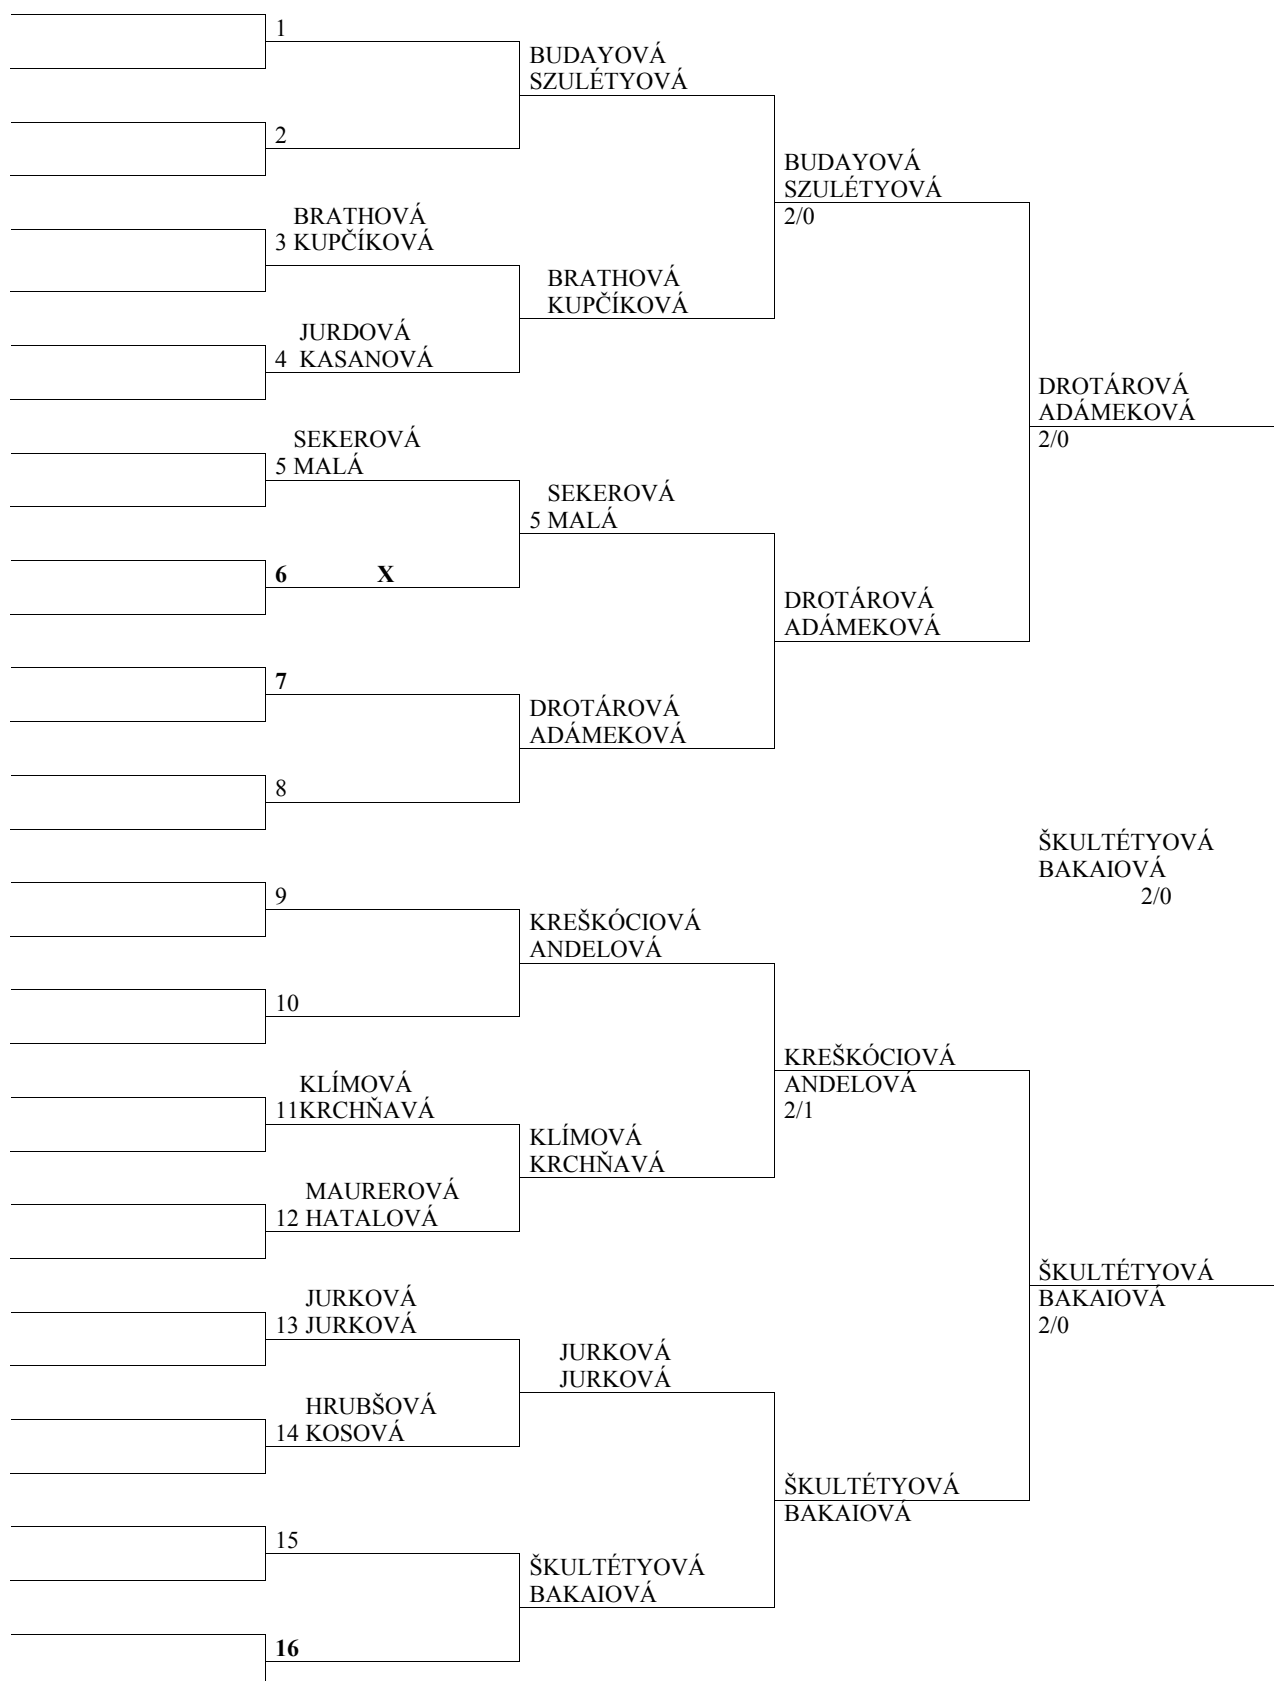 1
BUDAYOVÁ
SZULÉTYOVÁ
2
BUDAYOVÁ
SZULÉTYOVÁ
2/0
BRATHOVÁ
3 KUPČÍKOVÁ
BRATHOVÁ
KUPČÍKOVÁ
JURDOVÁ
4 KASANOVÁ
DROTÁROVÁ
ADÁMEKOVÁ
2/0
SEKEROVÁ
5 MALÁ
SEKEROVÁ
5 MALÁ
6 X
DROTÁROVÁ
ADÁMEKOVÁ
7
DROTÁROVÁ
ADÁMEKOVÁ
8
ŠKULTÉTYOVÁ
BAKAIOVÁ
2/0
9
KREŠKÓCIOVÁ
ANDELOVÁ
10
KREŠKÓCIOVÁ
ANDELOVÁ
2/1
KLÍMOVÁ
11KRCHŇAVÁ
KLÍMOVÁ
KRCHŇAVÁ
MAUREROVÁ
12 HATALOVÁ
ŠKULTÉTYOVÁ
BAKAIOVÁ
2/0
JURKOVÁ
13 JURKOVÁ
JURKOVÁ
JURKOVÁ
HRUBŠOVÁ
14 KOSOVÁ
ŠKULTÉTYOVÁ
BAKAIOVÁ
15
ŠKULTÉTYOVÁ
BAKAIOVÁ
16